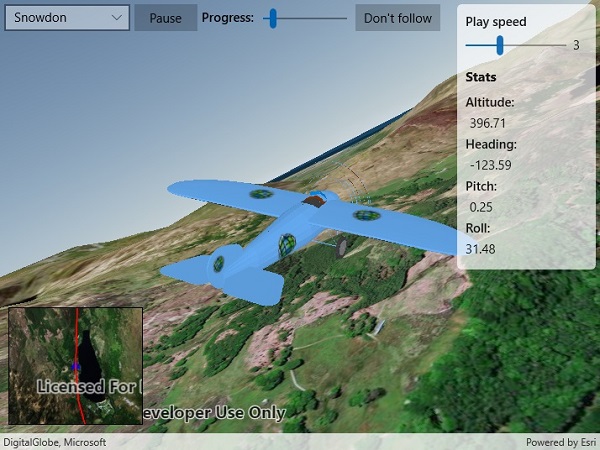 Snowdon
Pause
Progress:
Don't follow
Play speed
3
Stats
Altitude:
396.71
Heading:
-123.59
Pitch:
0.25
Roll:
31.48
Licensed For
eveloper Use Only
DigitalGlobe, Microsoft
Powered by Esri